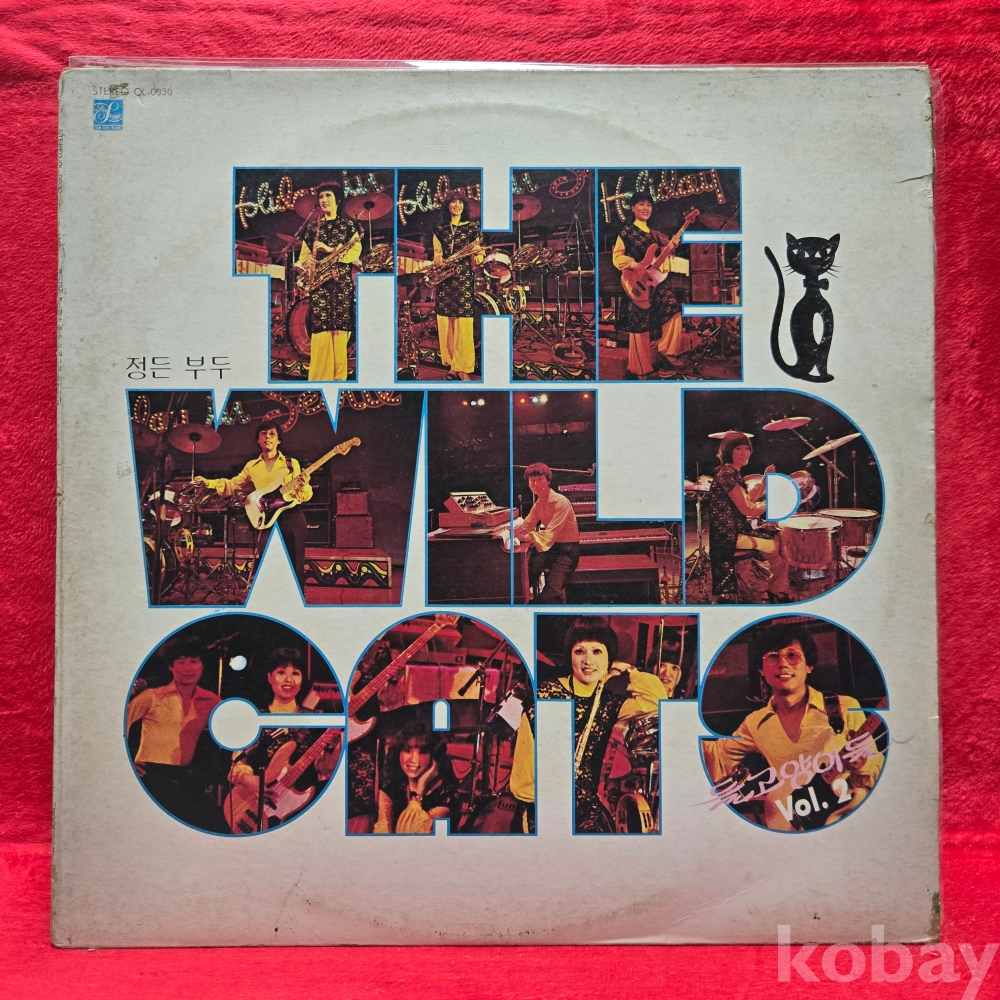 STEREO QL-0030
THE
정든 부두
WILD
CATS
들고양이들
Vol. 2
kobay